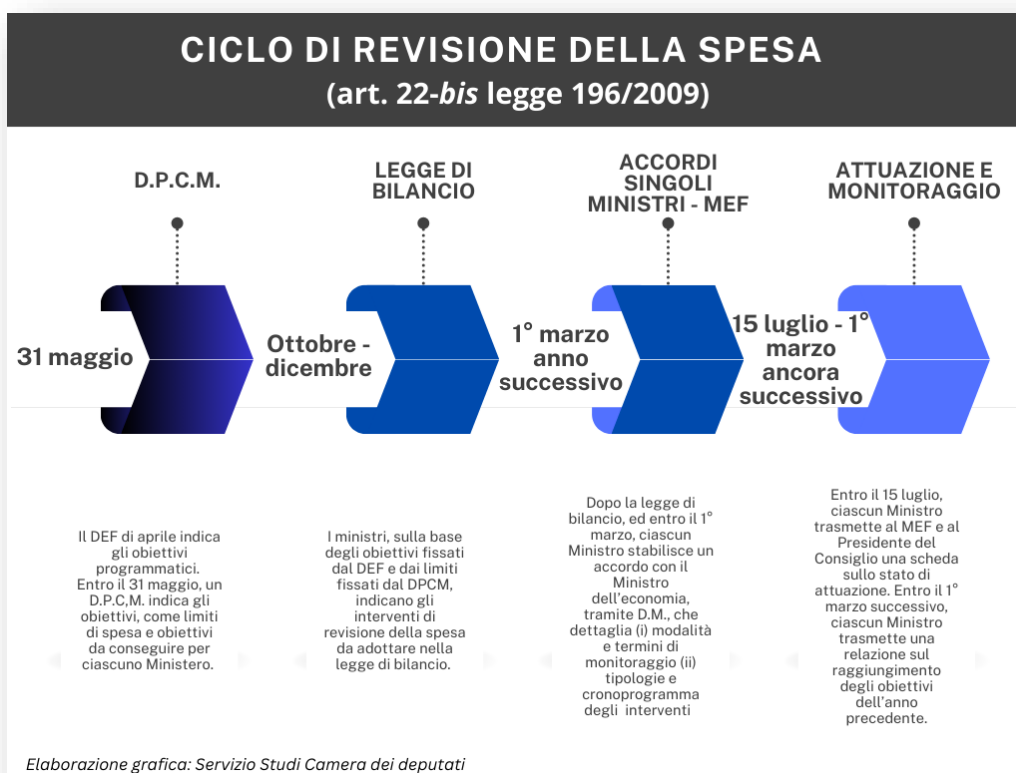 CICLO DI REVISIONE DELLA SPESA
(art. 22-bis legge 196/2009)
D.P.C.M.
LEGGE DI
BILANCIO
ACCORDI
SINGOLI
MINISTRI - MEF
ATTUAZIONE E
MONITORAGGIO
31 maggio
Ottobre -
dicembre
1° marzo
anno
successivo
15 luglio - 1°
marzo
ancora
successivo
Il DEF di aprile indica
gli obiettivi
programmatici.
Entro il 31 maggio, un
D.P.C,M. indica gli
obiettivi, come limiti
di spesa e obiettivi
da conseguire per
ciascuno Ministero.
I ministri, sulla base
degli obiettivi fissati
dal DEF e dai limiti
fissati dal DPCM,
indicano gli
interventi di
revisione della spesa
da adottare nella
legge di bilancio.
Dopo la legge di
bilancio, ed entro il 1°
marzo, ciascun
Ministro stabilisce un
accordo con il
Ministro
dell'economia,
tramite D.M., che
dettaglia (i) modalità
e termini di
monitoraggio (ii)
tipologie e
cronoprogramma
degli interventi
Entro il 15 luglio,
ciascun Ministro
trasmette al MEF e al
Presidente del
Consiglio una scheda
sullo stato di
attuazione. Entro il 1°
marzo successivo,
ciascun Ministro
trasmette una
relazione sul
raggiungimento
degli obiettivi
dell'anno
precedente.
Elaborazione grafica: Servizio Studi Camera dei deputati